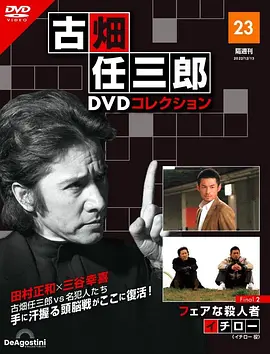 DVD
VIDEO
古畑
任三郎
DVDコレクション
23
隔週刊
田村正和×三谷幸喜
古畑任三郎vs名犯人たち
手に汗握る頭脳戦がここに復活!
Final 2
フェアな殺人者
イチロー
(イチロー 役)
DeAGOSTINI